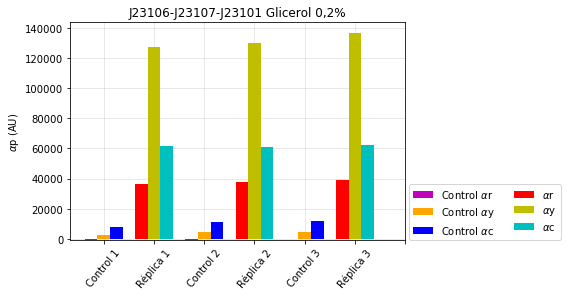 J23106-J23107-J23101 Glicerol 0,2%
αp (AU)
140000
120000
100000
80000
60000
40000
20000
0
Control 1
Réplica 1
Control 2
Réplica 2
Control 3
Réplica 3
Control αr
Control αy
Control αc
αr
αy
αc